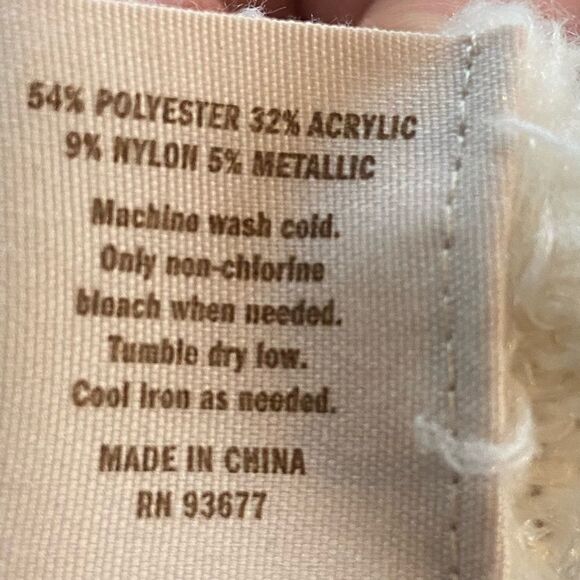 54% POLYESTER 32% ACRYLIC
9% NYLON 5% METALLIC
Machine wash cold.
Only non-chlorine
bleach when needed.
Tumble dry low.
Cool Iron as needed.
MADE IN CHINA
RN 93677